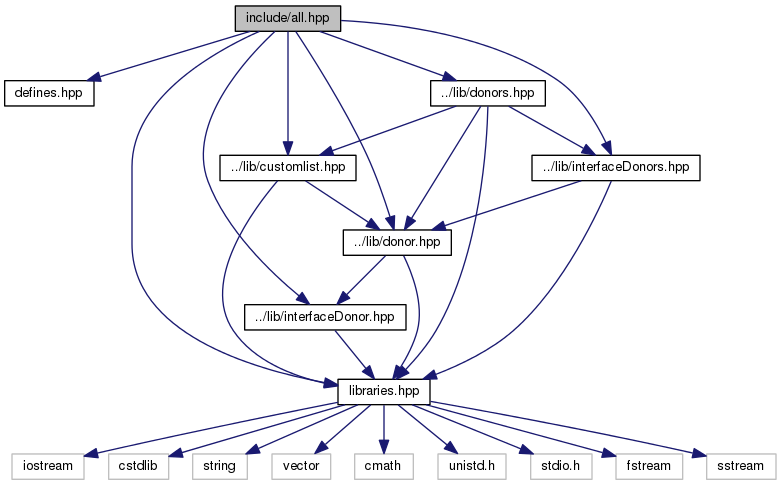 include/all.hpp
defines.hpp
../lib/donors.hpp
../lib/customlist.hpp
../lib/interfaceDonors.hpp
../lib/donor.hpp
../lib/interfaceDonor.hpp
libraries.hpp
iostream
cstdlib
string
vector
cmath
unistd.h
stdio.h
fstream
sstream